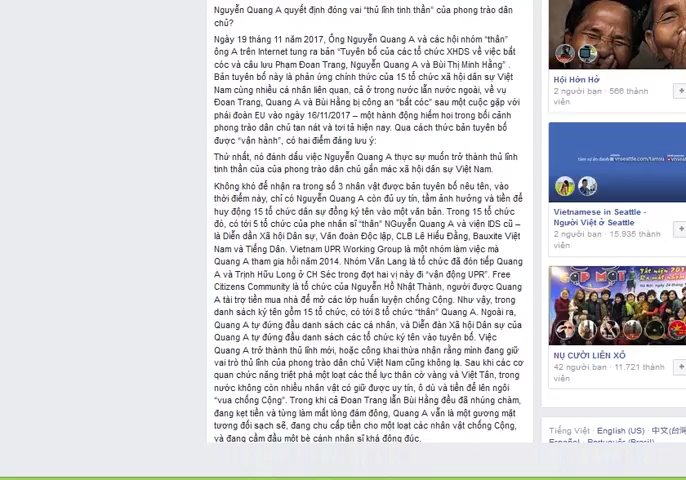 Nguyễn Quang A quyết định đóng vai “thủ lĩnh tinh thần” của phong trào dân
chủ?
Ngày 19 tháng 11 năm 2017, Ông Nguyễn Quang A và các hội nhóm “thân”
ông A trên Internet tung ra bản “Tuyên bố của các tổ chức XHDS về việc bắt
cóc và câu lưu Phạm Đoan Trang, Nguyễn Quang A và Bùi Thị Minh Hằng” .
Bản tuyên bố này là phản ứng chính thức của 15 tổ chức xã hội dân sự Việt
Nam cùng nhiều cá nhân liên quan, cả ở trong nước lẫn nước ngoài, về vụ
Đoan Trang, Quang A và Bùi Hằng bị công an “bắt cóc” sau một cuộc gặp với
phái đoàn EU vào ngày 16/11/2017 – một hành động hiếm hoi trong bối cảnh
phong trào dân chủ tan nát và tơi tả hiện nay. Qua cách thức bản tuyên bố
được “vận hành”, có hai điểm đáng lưu ý:
Thứ nhất, nó đánh dấu việc Nguyễn Quang A thực sự muốn trở thành thủ lĩnh
tinh thần của của phong trào dân chủ gắn mác xã hội dân sự Việt Nam.
Không khó để nhận ra trong số 3 nhân vật được bản tuyên bố nêu tên, vào
thời điểm này, chỉ có Nguyễn Quang A còn đủ uy tín, tầm ảnh hưởng và tiền để
huy động 15 tổ chức dân sự đồng ký tên vào một văn bản. Trong 15 tổ chức
đó, có tới 5 tổ chức của phe nhân sĩ “thân” NGuyễn Quang A và viện IDS cũ –
là Diễn đàn Xã hội Dân sự, Văn đoàn Độc lập, CLB Lê Hiếu Đằng, Bauxite Việt
Nam và Tiếng Dân. Vietnam UPR Working Group là một nhóm làm việc mà
Quang A tham gia hồi năm 2014. Nhóm Văn Lang là tổ chức đã đón tiếp Quang
A và Trịnh Hữu Long ở CH Séc trong đợt hai vị này đi “vận động UPR”. Free
Citizens Community là tổ chức của Nguyễn Hồ Nhật Thành, người được Quang
A tài trợ tiền mua nhà để mở các lớp huấn luyện chống Cộng. Như vậy, trong
danh sách ký tên gồm 15 tổ chức, có tới 8 tổ chức “thân” Quang A. Ngoài ra,
Quang A tự đứng đầu danh sách các cá nhân, và Diễn đàn Xã hội Dân sự của
Quang A tự đứng đầu danh sách các tổ chức ký tên vào tuyên bố. Việc
Quang A trở thành thủ lĩnh mới, hoặc công khai thừa nhận rằng mình đang giữ
vai trò thủ lĩnh của phong trào dân chủ Việt Nam cũng không lạ. Sau khi các cơ
quan chức năng triệt phá một loạt các thế lực thân cờ vàng và Việt Tân, trong
nước không còn nhiều nhân vật có giữ được uy tín, ô dù và tiền để lên ngôi
“vua chống Cộng”. Trong khi cả Đoan Trang lẫn Bùi Hằng đều đã nhúng chàm,
đang kẹt tiền và từng làm mất lòng đám đông, Quang A vẫn là một gương mặt
tương đối sạch sẽ, đang chu cấp tiền cho một loạt các nhân vật chống Cộng,
và đang cầm đầu một bè cánh nhân sĩ khá đông đúc.
Hội Hớn Hở
2 người bạn · 566 thành
viên
vnseattle.com/tamsu
Vietnamese in Seattle -
Người Việt ở Seattle
2 người bạn · 15.935 thành
viên
GẶP MẶT
NỤ CƯỜI LIÊN XÔ
42 người bạn · 11.721 thành
viên
Tiếng Việt · English (US) · 中文(台灣
Español · Português (Brasil)